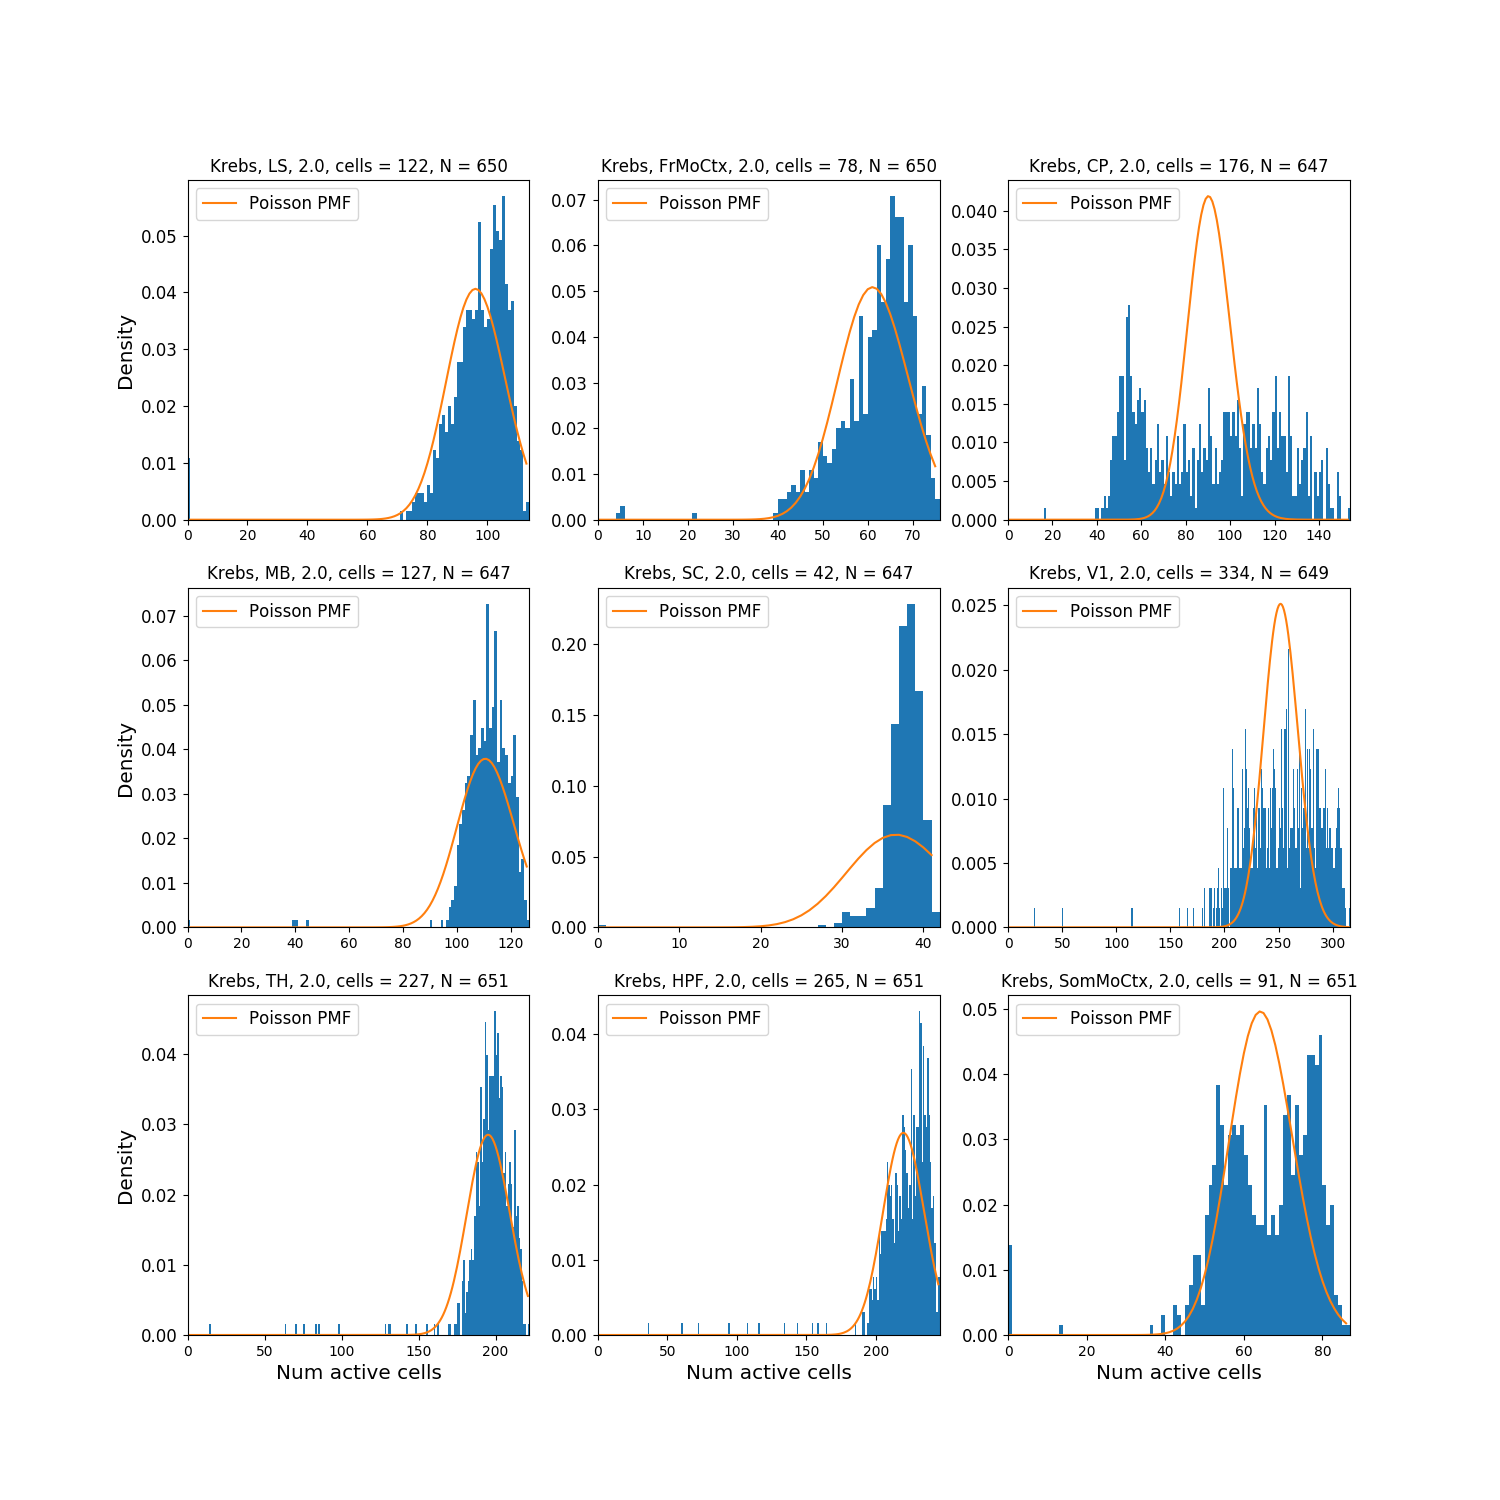 Krebs, LS, 2.0, cells = 122, N = 650
Krebs, FrMoCtx, 2.0, cells = 78, N = 650
Krebs, CP, 2.0, cells = 176, N = 647
Poisson PMF
Poisson PMF
Poisson PMF
Density
0.05
0.04
0.03
0.02
0.01
0.00
0 20 40 60 80 100
0.07
0.06
0.05
0.04
0.03
0.02
0.01
0.00
0 10 20 30 40 50 60 70
0.040
0.035
0.030
0.025
0.020
0.015
0.010
0.005
0.000
0 20 40 60 80 100 120 140
Krebs, MB, 2.0, cells = 127, N = 647
Krebs, SC, 2.0, cells = 42, N = 647
Krebs, V1, 2.0, cells = 334, N = 649
Poisson PMF
Poisson PMF
Poisson PMF
Density
0.07
0.06
0.05
0.04
0.03
0.02
0.01
0.00
0 20 40 60 80 100 120
0.20
0.15
0.10
0.05
0.00
0 10 20 30 40
0.025
0.020
0.015
0.010
0.005
0.000
0 50 100 150 200 250 300
Krebs, TH, 2.0, cells = 227, N = 651
Krebs, HPF, 2.0, cells = 265, N = 651
Krebs, SomMoCtx, 2.0, cells = 91, N = 651
Poisson PMF
Poisson PMF
Poisson PMF
Density
0.04
0.03
0.02
0.01
0.00
0 50 100 150 200
Num active cells
0.04
0.03
0.02
0.01
0.00
0 50 100 150 200
Num active cells
0.05
0.04
0.03
0.02
0.01
0.00
0 20 40 60 80
Num active cells